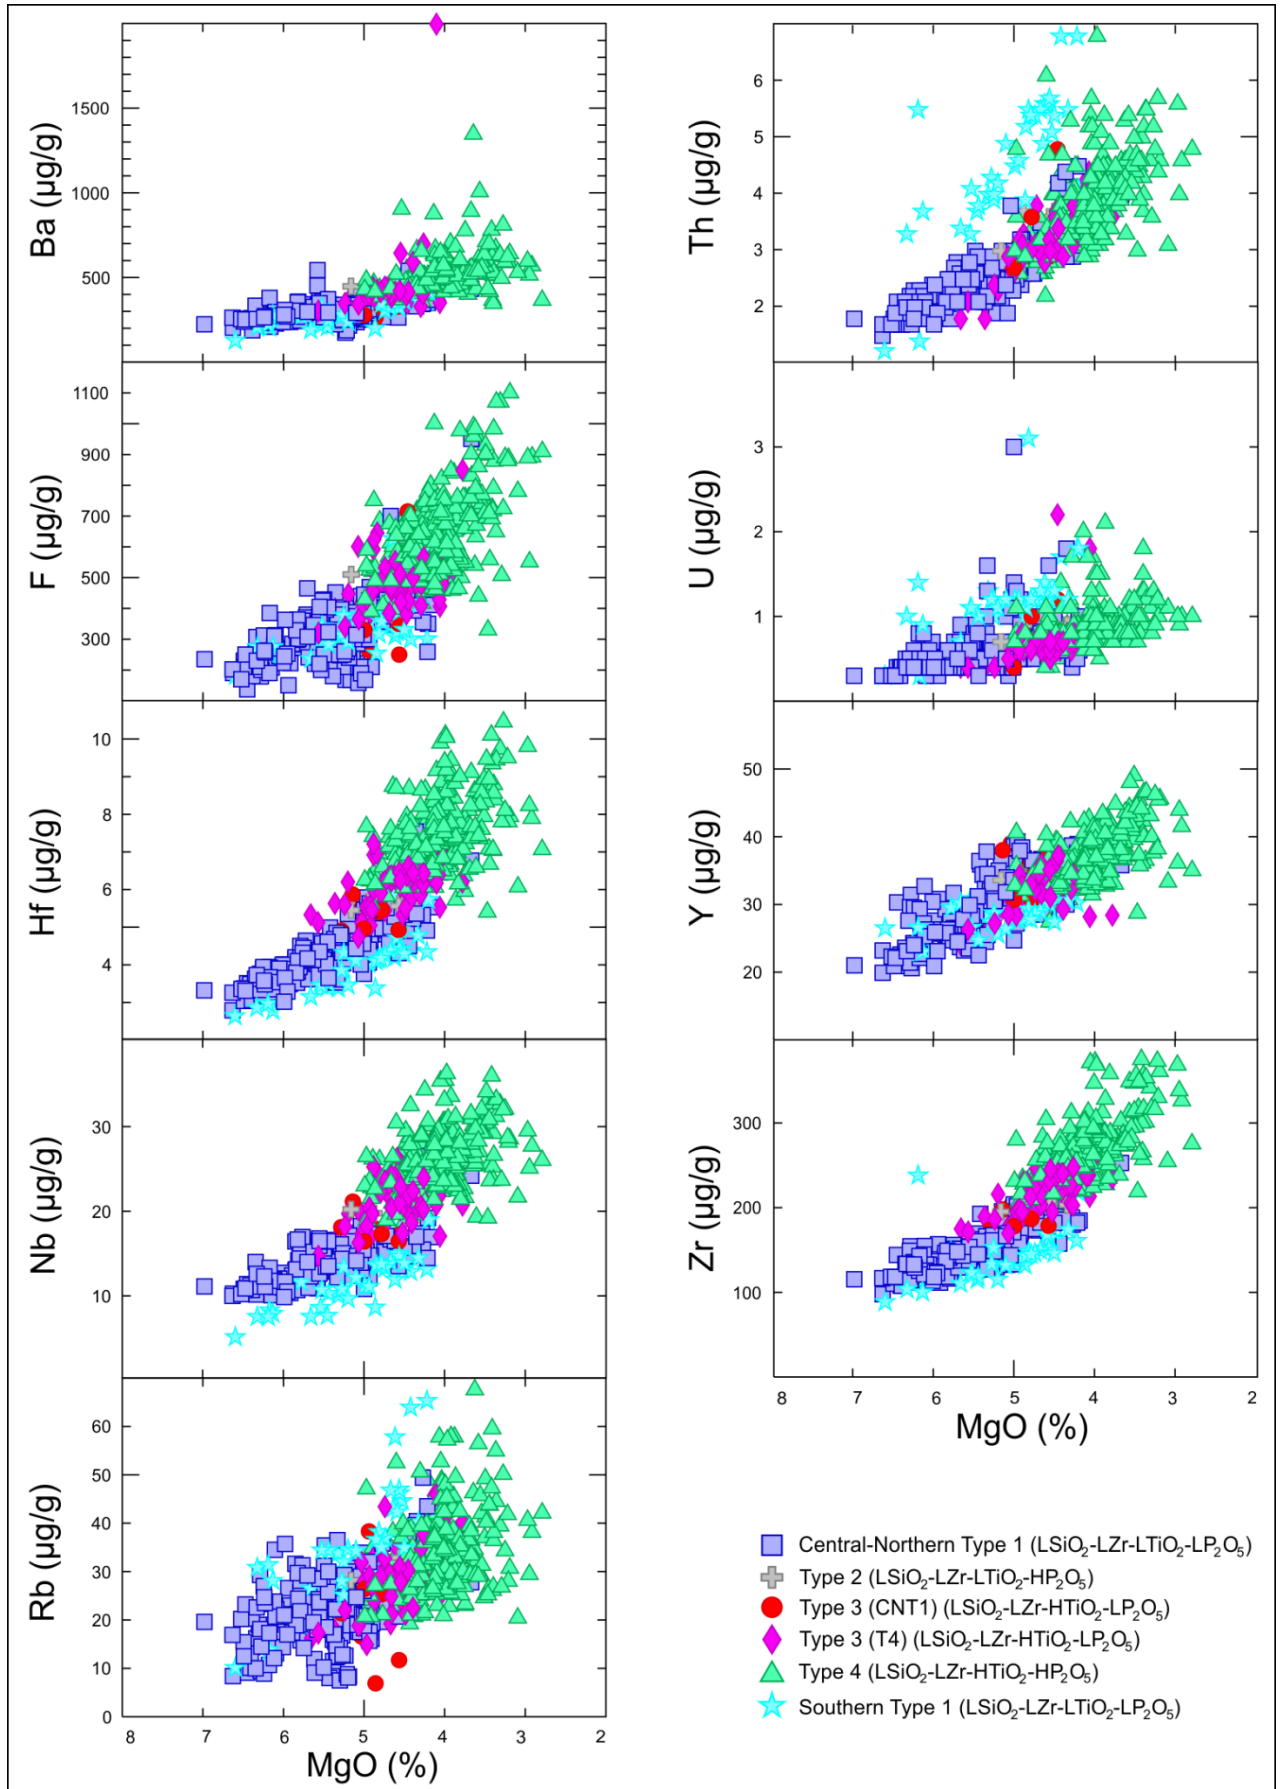 Ba (µg/g)
1500
1000
500
F (µg/g)
1100
900
700
500
300
Hf (µg/g)
10
8
6
4
Nb (µg/g)
30
20
10
Rb (µg/g)
60
50
40
30
20
10
0
8 7 6 5 4 3 2
MgO (%)
Th (µg/g)
6
5
4
3
2
U (µg/g)
3
2
1
Y (µg/g)
50
40
30
20
Zr (µg/g)
300
200
100
8 7 6 5 4 3 2
MgO (%)
Central-Northern Type 1 (LSiO₂-LZr-LTiO₂-LP₂O₅)
Type 2 (LSiO₂-LZr-LTiO₂-HP₂O₅)
Type 3 (CNT1) (LSiO₂-LZr-HTiO₂-LP₂O₅)
Type 3 (T4) (LSiO₂-LZr-HTiO₂-LP₂O₅)
Type 4 (LSiO₂-LZr-HTiO₂-HP₂O₅)
Southern Type 1 (LSiO₂-LZr-LTiO₂-LP₂O₅)